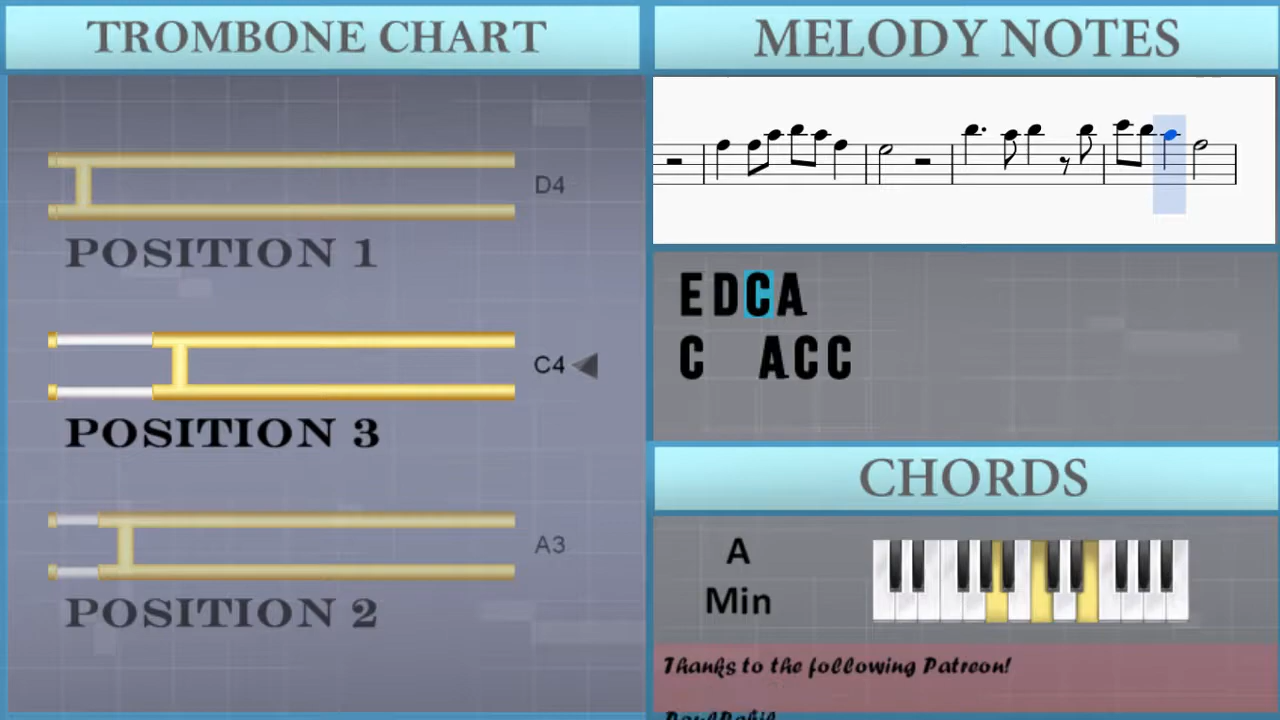 TROMBONE CHART
D4
POSITION 1
C4
POSITION 3
A3
POSITION 2
MELODY NOTES
E D C A
C A C C
CHORDS
A
Min
Thanks to the following Patreon!